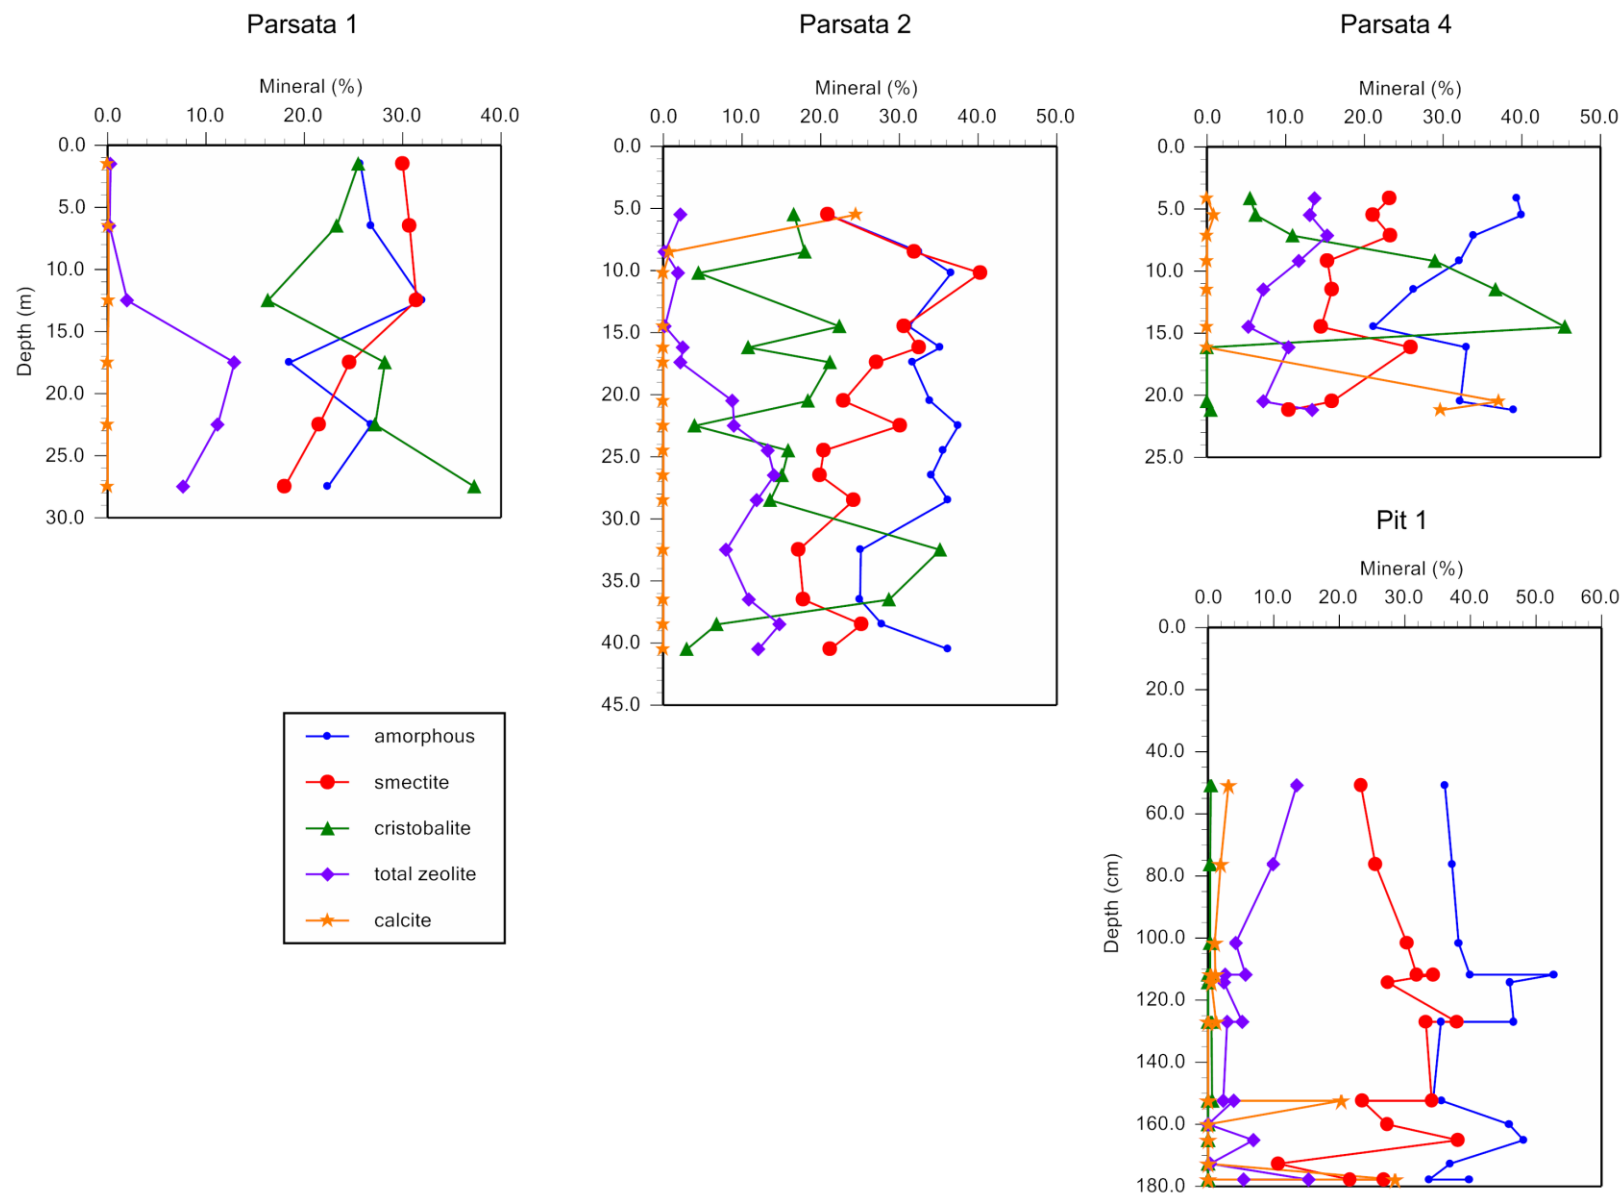 Parsata 1
Mineral (%)
0.0 10.0 20.0 30.0 40.0
0.0
5.0
10.0
15.0
20.0
25.0
30.0
Depth (m)
Parsata 2
Mineral (%)
0.0 10.0 20.0 30.0 40.0 50.0
0.0
5.0
10.0
15.0
20.0
25.0
30.0
35.0
40.0
45.0
Parsata 4
Mineral (%)
0.0 10.0 20.0 30.0 40.0 50.0
0.0
5.0
10.0
15.0
20.0
25.0
Pit 1
Mineral (%)
0.0 10.0 20.0 30.0 40.0 50.0 60.0
0.0
20.0
40.0
60.0
80.0
100.0
120.0
140.0
160.0
180.0
Depth (cm)
amorphous
smectite
cristobalite
total zeolite
calcite